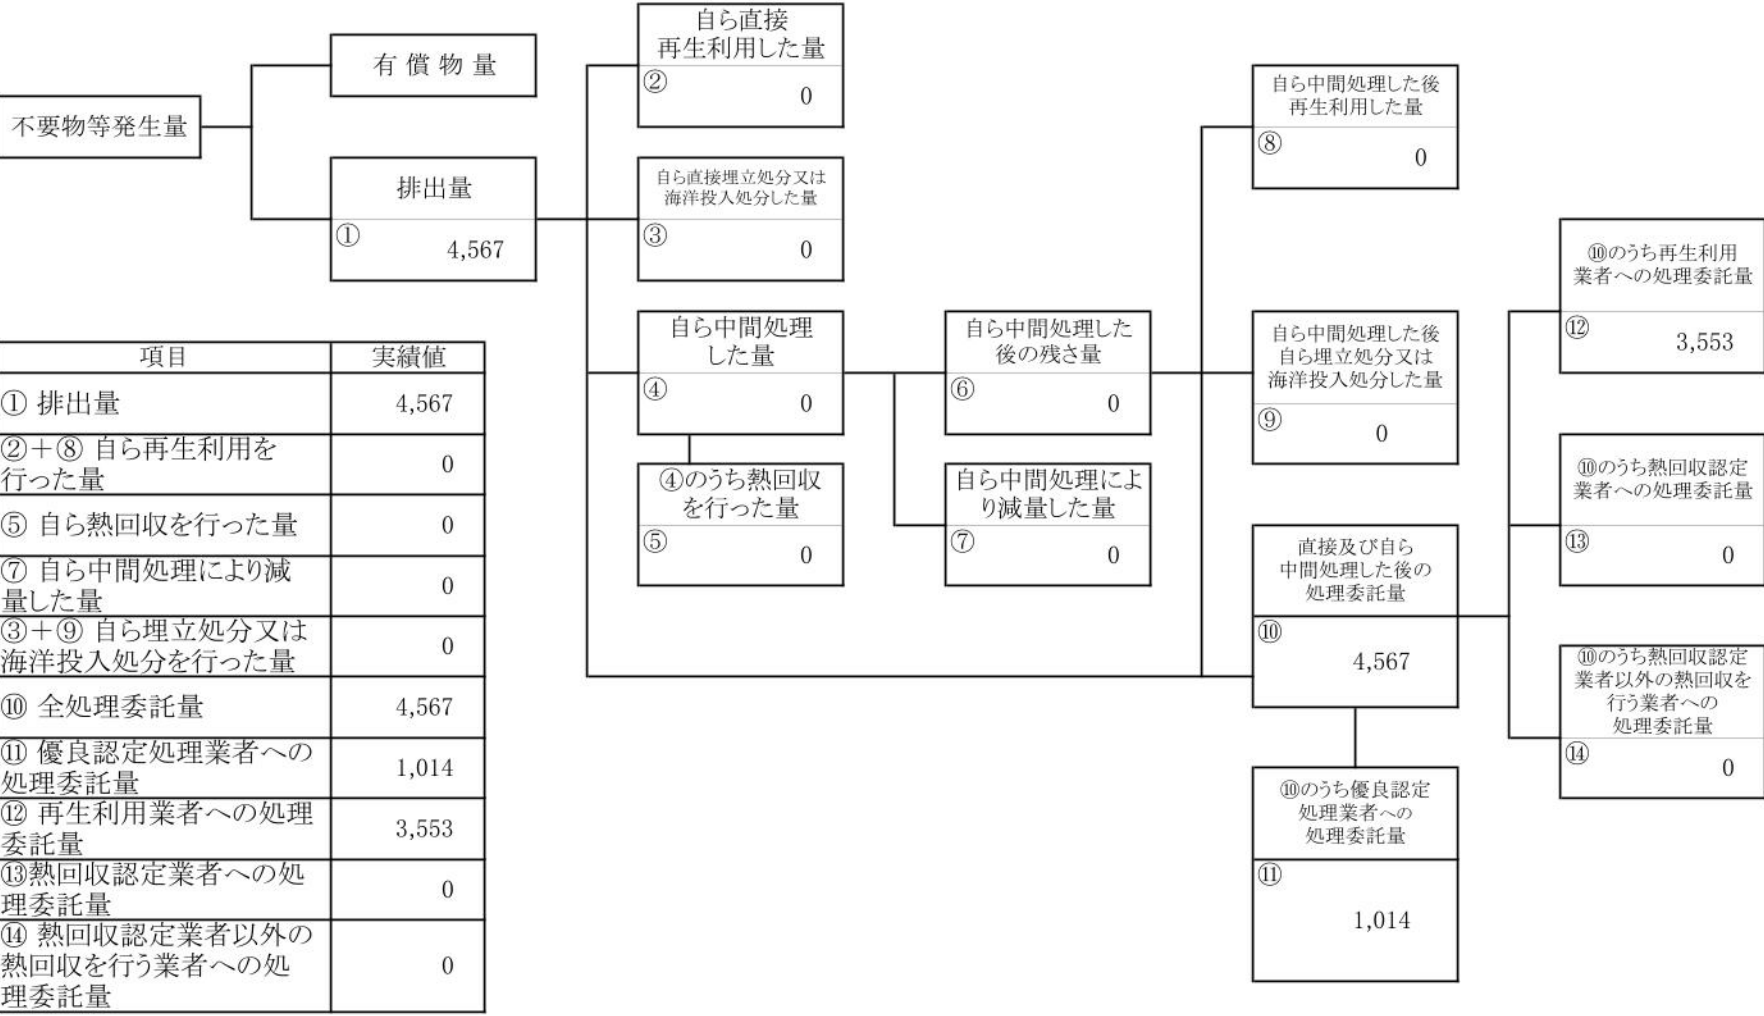 不要物等発生量
有 償 物 量
排出量
①
4,567
自ら直接
再生利用した量
②
0
自ら直接埋立処分又は
海洋投入処分した量
③
0
自ら中間処理
した量
④
0
④のうち熱回収
を行った量
⑤
0
自ら中間処理した
後の残さ量
⑥
0
自ら中間処理によ
り減量した量
⑦
0
自ら中間処理した後
再生利用した量
⑧
0
自ら中間処理した後
自ら埋立処分又は
海洋投入処分した量
⑨
0
直接及び自ら
中間処理した後の
処理委託量
⑩
4,567
⑩のうち優良認定
処理業者への
処理委託量
⑪
1,014
⑩のうち再生利用
業者への処理委託量
⑫
3,553
⑩のうち熱回収認定
業者への処理委託量
⑬
0
⑩のうち熱回収認定
業者以外の熱回収を
行う業者への
処理委託量
⑭
0
項目 実績値
① 排出量 4,567
②＋⑧ 自ら再生利用を
行った量 0
⑤ 自ら熱回収を行った量 0
⑦ 自ら中間処理により減
量した量 0
③＋⑨ 自ら埋立処分又は
海洋投入処分を行った量 0
⑩ 全処理委託量 4,567
⑪ 優良認定処理業者への
処理委託量 1,014
⑫ 再生利用業者への処理
委託量 3,553
⑬熱回収認定業者への処
理委託量 0
⑭ 熱回収認定業者以外の
熱回収を行う業者への処
理委託量 0